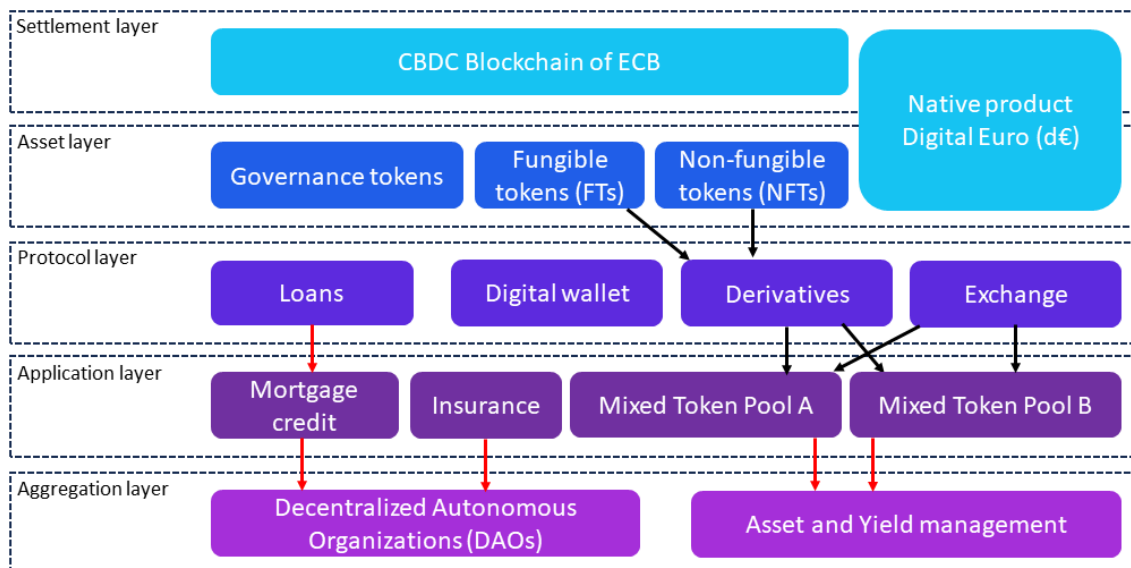 Settlement layer
CBDC Blockchain of ECB
Native product
Digital Euro (d€)
Asset layer
Governance tokens
Fungible
tokens (FTs)
Non-fungible
tokens (NFTs)
Protocol layer
Loans
Digital wallet
Derivatives
Exchange
Application layer
Mortgage
credit
Insurance
Mixed Token Pool A
Mixed Token Pool B
Aggregation layer
Decentralized Autonomous
Organizations (DAOs)
Asset and Yield management